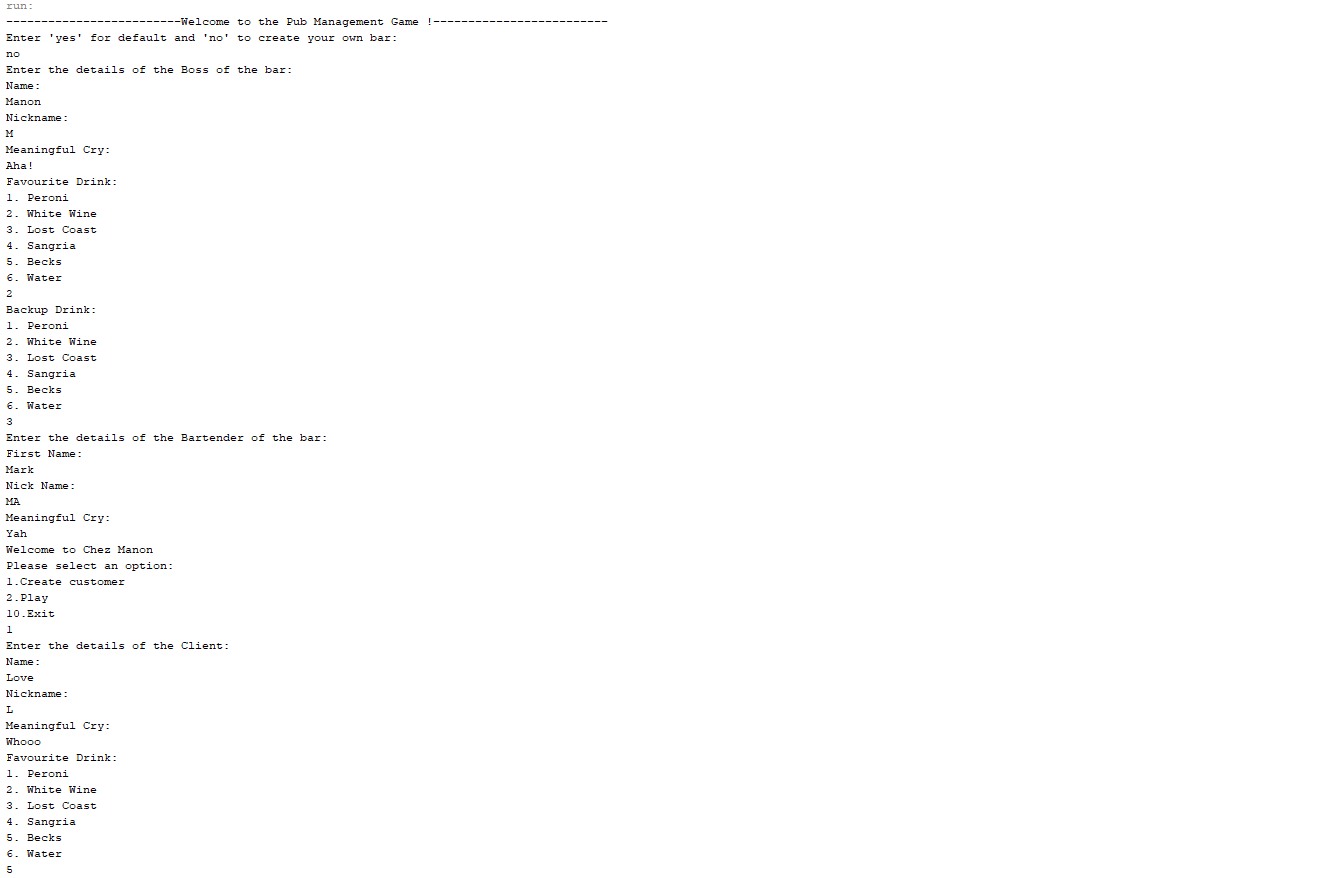 run:
-------------------------Welcome to the Pub Management Game !-------------------------
Enter 'yes' for default and 'no' to create your own bar:
no
Enter the details of the Boss of the bar:
Name:
Manon
Nickname:
M
Meaningful Cry:
Aha!
Favourite Drink:
1. Peroni
2. White Wine
3. Lost Coast
4. Sangria
5. Becks
6. Water
2
Backup Drink:
1. Peroni
2. White Wine
3. Lost Coast
4. Sangria
5. Becks
6. Water
3
Enter the details of the Bartender of the bar:
First Name:
Mark
Nick Name:
MA
Meaningful Cry:
Yah
Welcome to Chez Manon
Please select an option:
1.Create customer
2.Play
10.Exit
1
Enter the details of the Client:
Name:
Love
Nickname:
L
Meaningful Cry:
Whooo
Favourite Drink:
1. Peroni
2. White Wine
3. Lost Coast
4. Sangria
5. Becks
6. Water
5